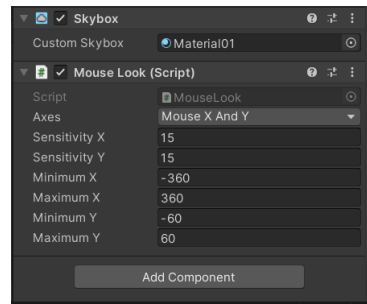 Skybox
Custom Skybox Material01
Mouse Look (Script)
Script MouseLook
Axes Mouse X And Y
Sensitivity X 15
Sensitivity Y 15
Minimum X -360
Maximum X 360
Minimum Y -60
Maximum Y 60
Add Component